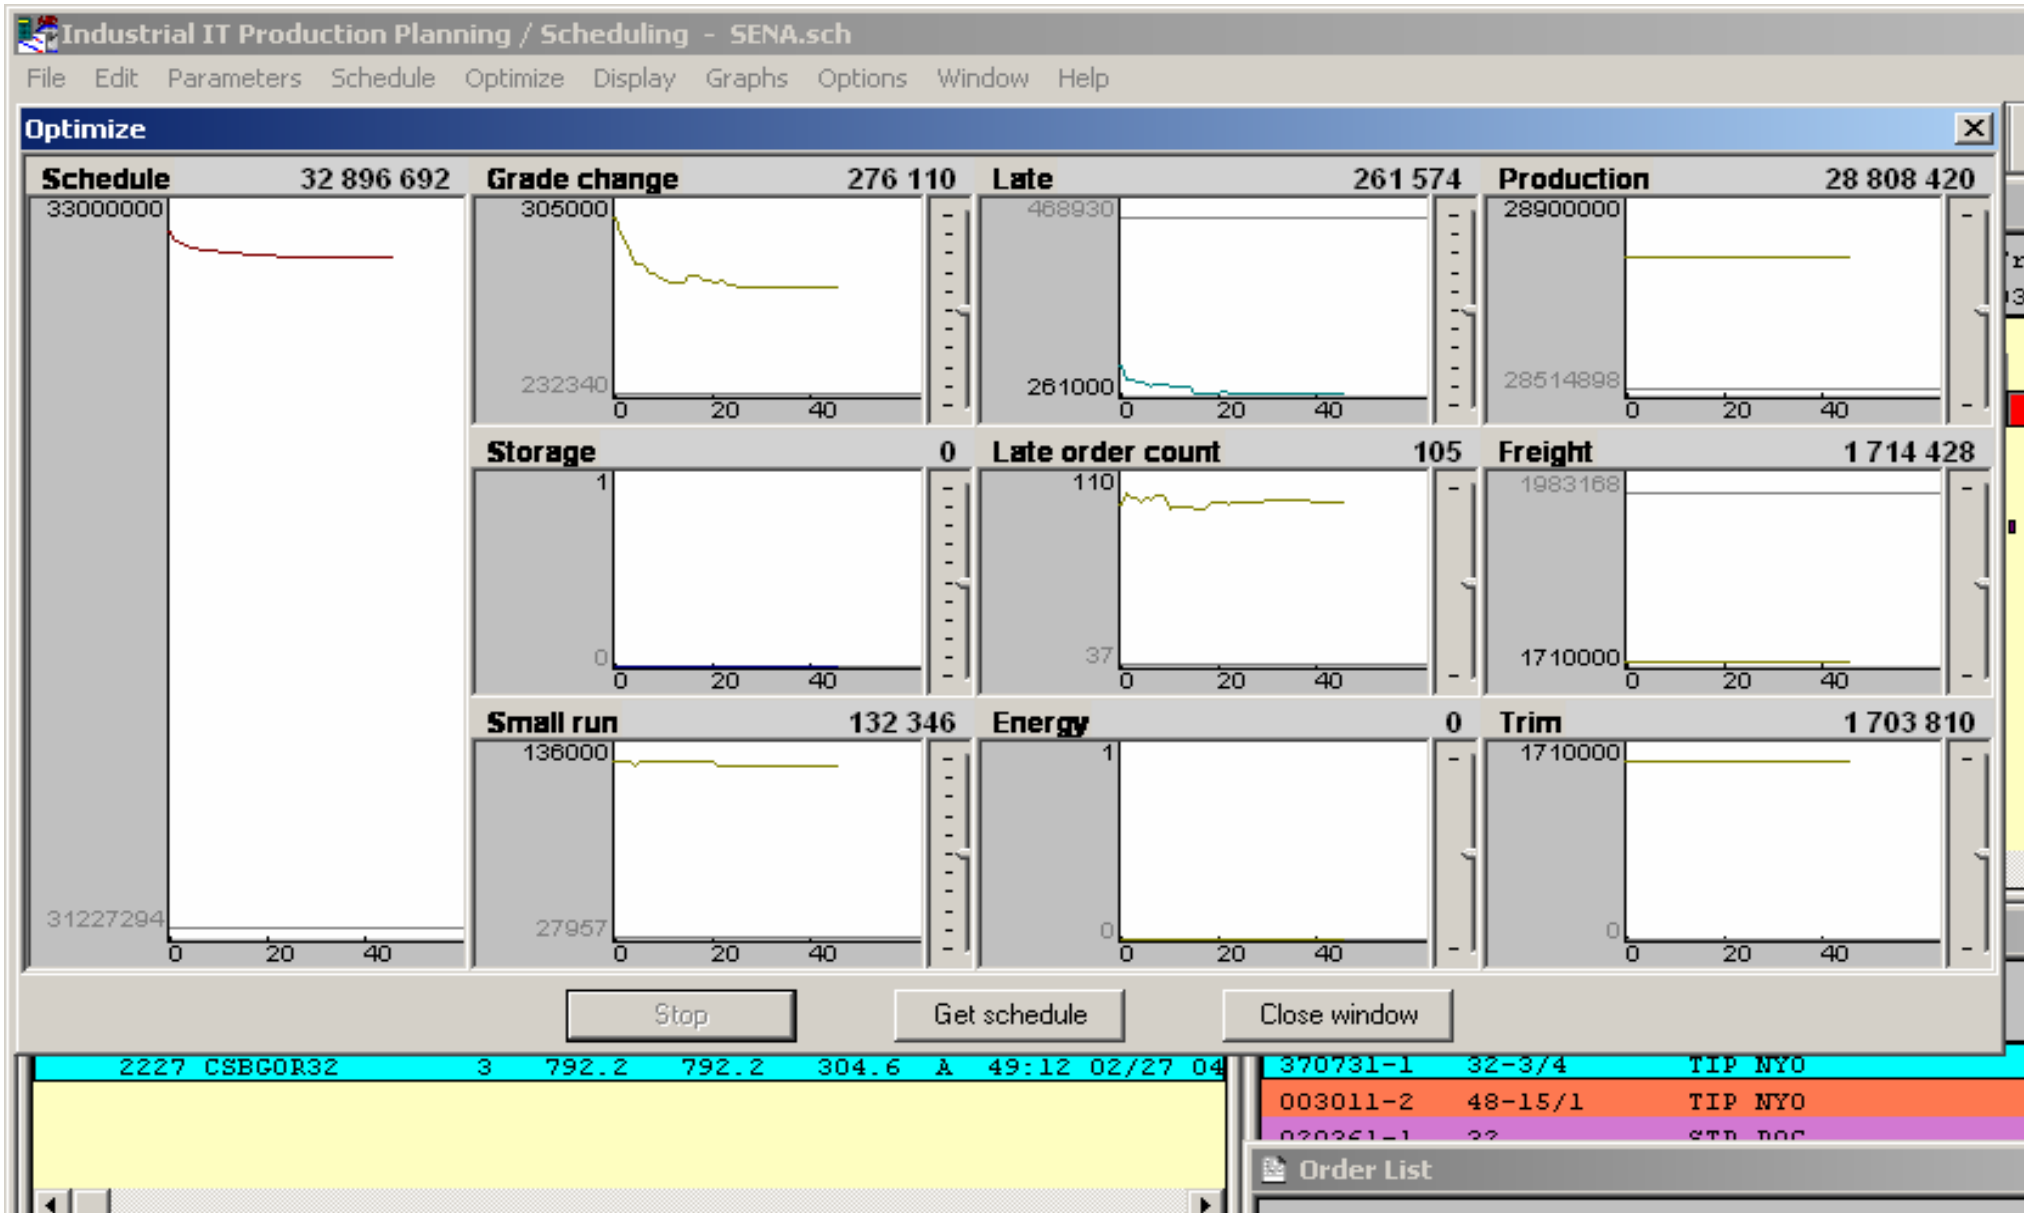 Industrial IT Production Planning / Scheduling - SENA.sch
File Edit Parameters Schedule Optimize Display Graphs Options Window Help
Optimize
Schedule 32 896 692
33000000
31227294
0 20 40
Grade change 276 110
305000
232340
0 20 40
Late 261 574
468930
261000
0 20 40
Production 28 808 420
28900000
28514898
0 20 40
Storage 0
1
0
0 20 40
Late order count 105
110
37
0 20 40
Freight 1 714 428
1983168
1710000
0 20 40
Small run 132 346
136000
27957
0 20 40
Energy 0
1
0
0 20 40
Trim 1 703 810
1710000
0
0 20 40
Stop Get schedule Close window
2227 CSBGOR32 3 792.2 792.2 304.6 A 49:12 02/27 04
370731-1 32-3/4 TIP NYO
003011-2 48-15/1 TIP NYO
Order List